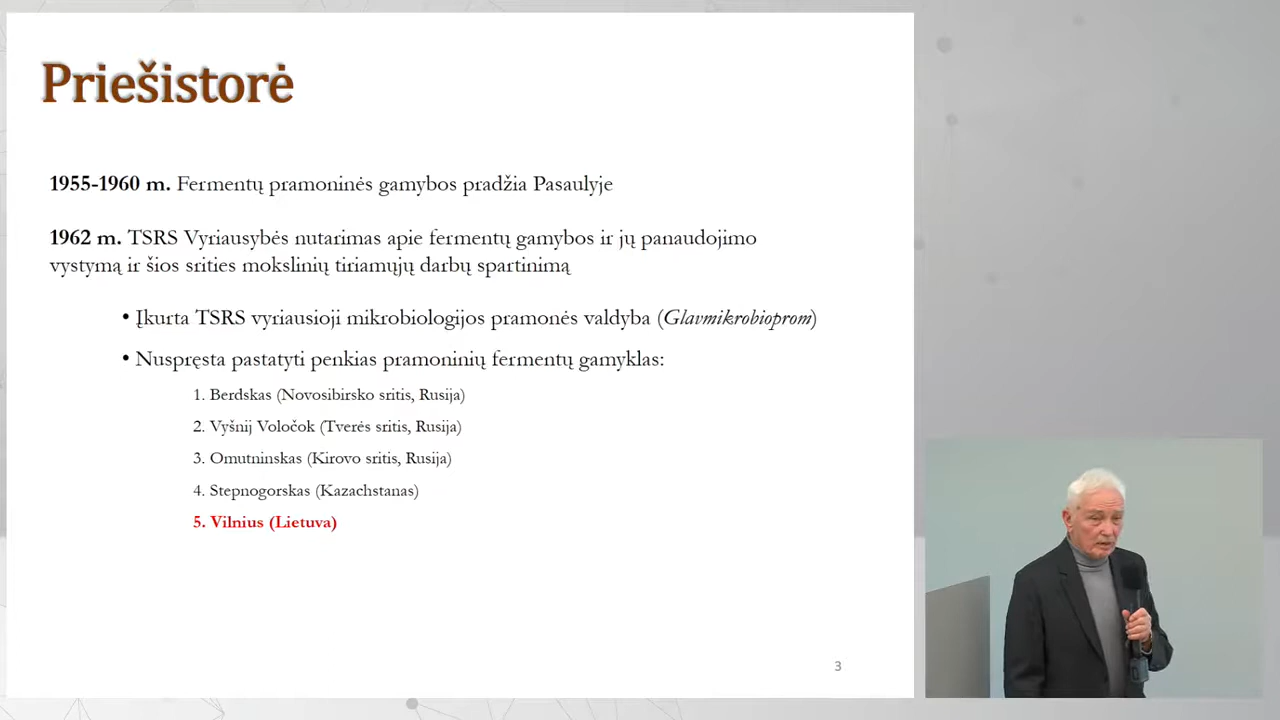 Priešistorė
1955-1960 m. Fermentų pramoninės gamybos pradžia Pasaulyje
1962 m. TSRS Vyriausybės nutarimas apie fermentų gamybos ir jų panaudojimo
vystymą ir šios srities mokslinių tiriamųjų darbų spartinimą
• Įkurta TSRS vyriausioji mikrobiologijos pramonės valdyba (Glavmikrobioprom)
• Nuspręsta pastatyti penkias pramoninių fermentų gamyklas:
1. Berdskas (Novosibirsko sritis, Rusija)
2. Vyšnij Voločok (Tverės sritis, Rusija)
3. Omutninskas (Kirovo sritis, Rusija)
4. Stepnogorskas (Kazachstanas)
5. Vilnius (Lietuva)
3